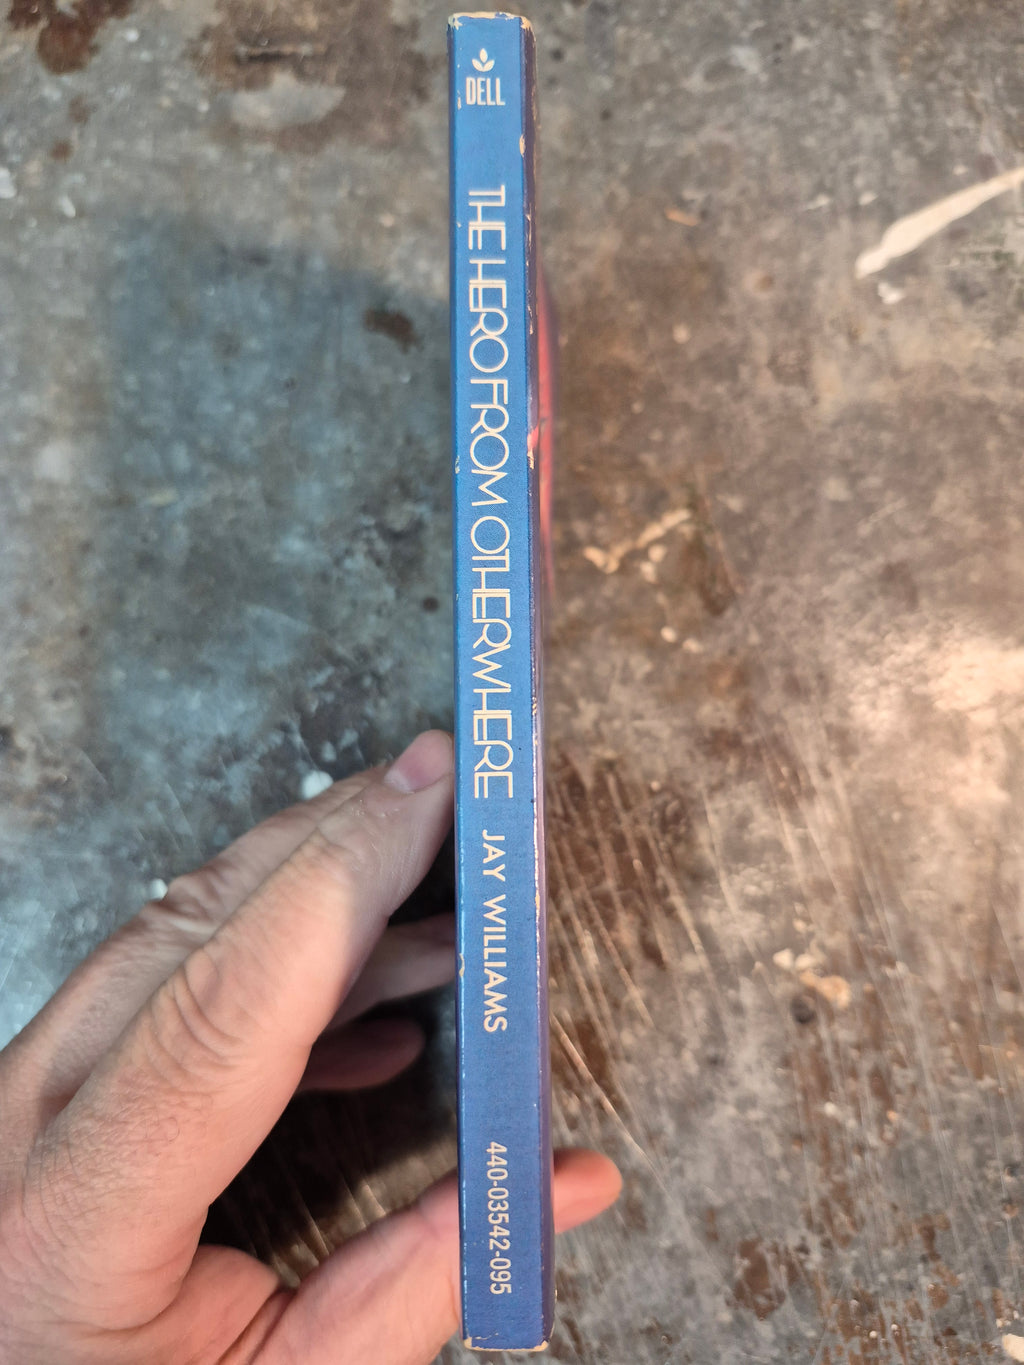 DELL
THE HERO FROM OTHERWHERE
JAY WILLIAMS
440-03542-095